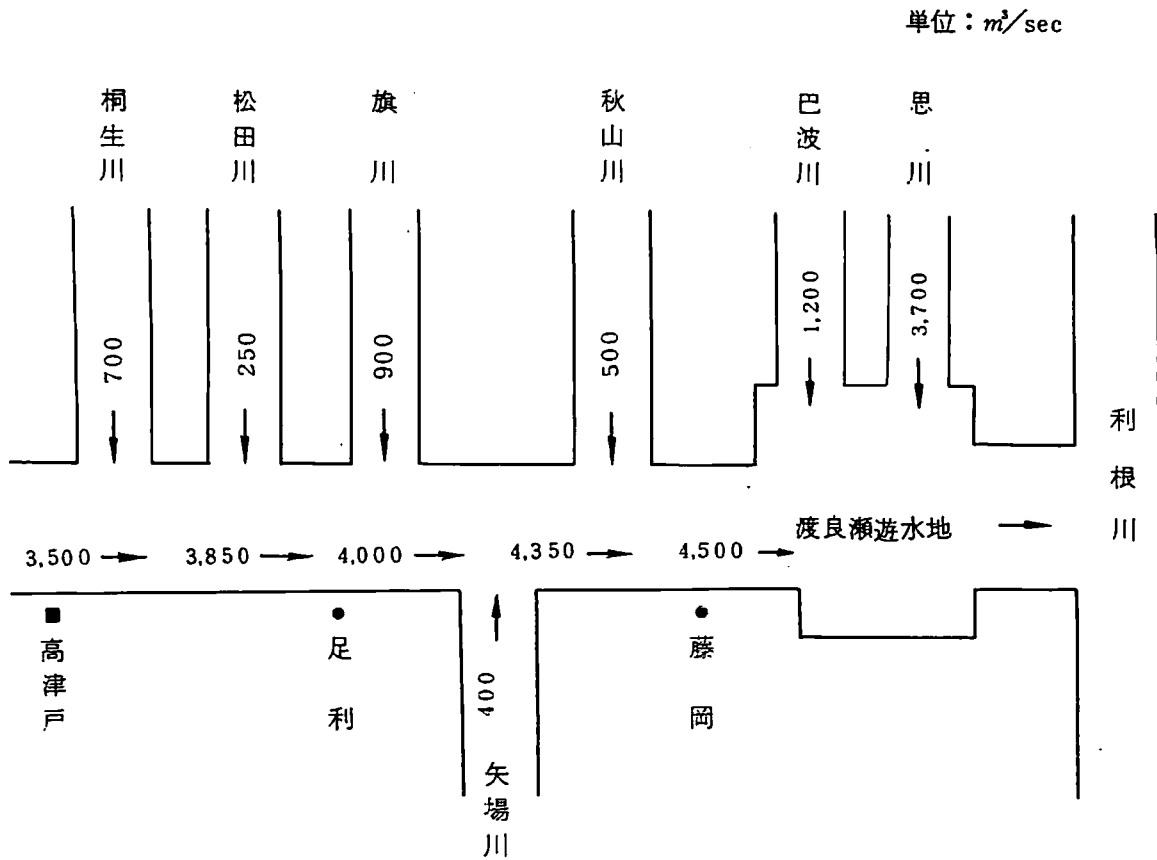 単位：m³/sec
桐生川
松田川
旗川
秋山川
巴波川
思川
700
250
900
500
1,200
3,700
利根川
渡良瀬遊水地
3,500
3,850
4,000
4,350
4,500
高津戸
足利
400
矢場川
藤岡